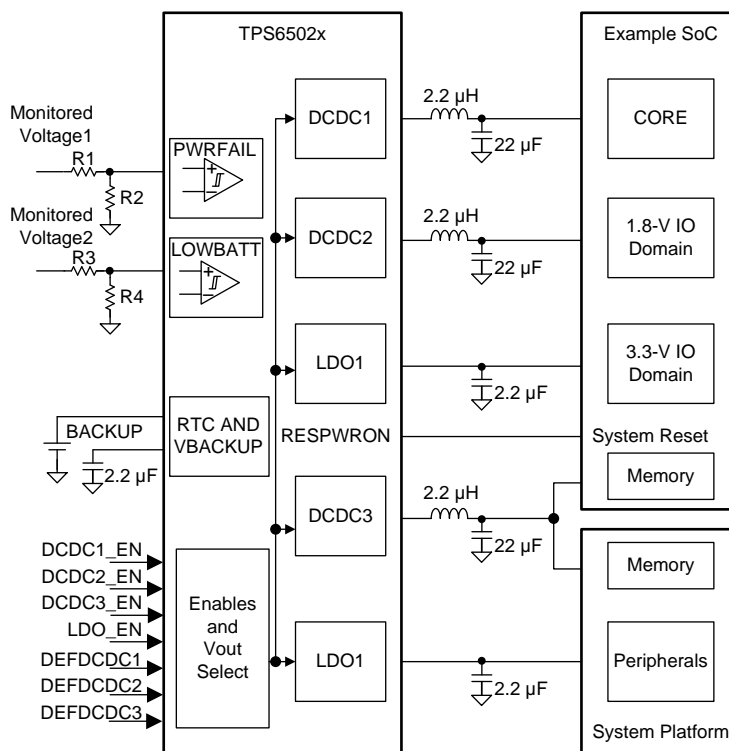 TPS6502x
Example SoC
Monitored
Voltage1
R1
R2
PWRFAIL
Monitored
Voltage2
R3
R4
LOWBATT
BACKUP
2.2 µF
RTC AND
VBACKUP
DCDC1_EN
DCDC2_EN
DCDC3_EN
LDO_EN
DEFDCDC1
DEFDCDC2
DEFDCDC3
Enables
and
Vout
Select
DCDC1
2.2 µH
22 µF
CORE
DCDC2
2.2 µH
22 µF
1.8-V IO
Domain
LDO1
2.2 µF
3.3-V IO
Domain
RESPWRON
System Reset
Memory
DCDC3
2.2 µH
22 µF
Memory
LDO1
2.2 µF
Peripherals
System Platform